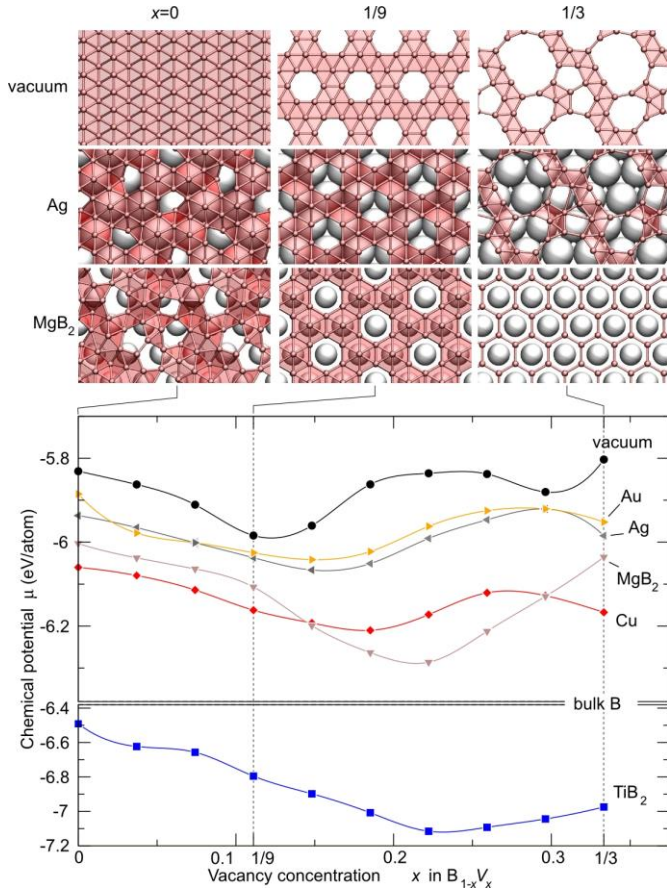 x=0 1/9 1/3
vacuum
Ag
MgB2
vacuum
-5.8
Au
Ag
-6
MgB2
Cu
-6.2
Chemical potential μ (eV/atom)
bulk B
-6.4
-6.6
-6.8
TiB2
-7
-7.2
0 0.1 1/9 0.2 0.3 1/3
Vacancy concentration x in B1-xVx